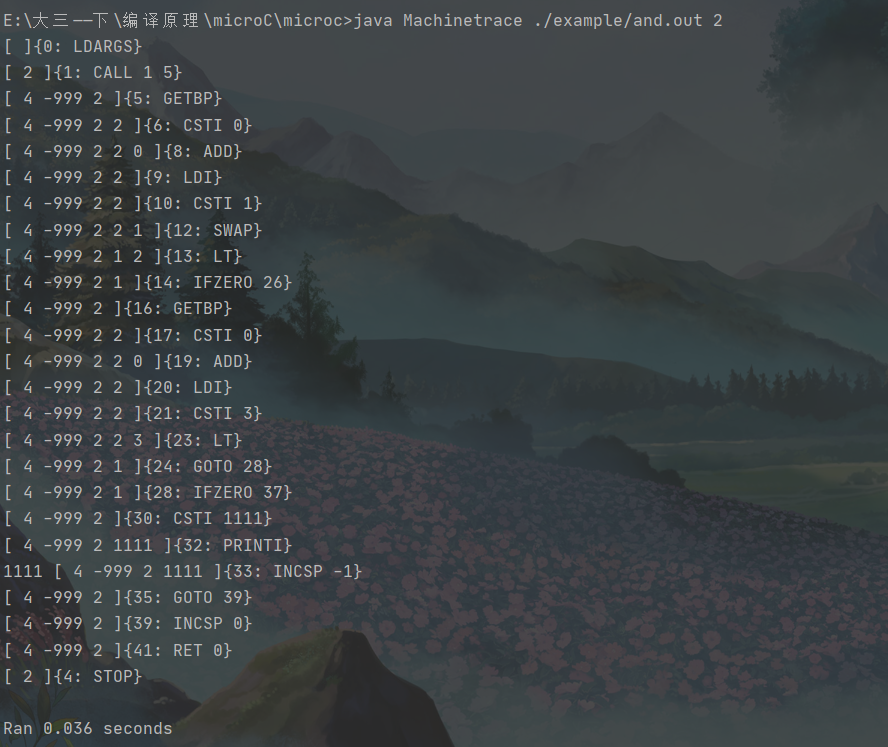 E:\大三——下\编译原理\microC\microc>java Machinetrace ./example/and.out 2
[ ]{0: LDARGS}
[ 2 ]{1: CALL 1 5}
[ 4 -999 2 ]{5: GETBP}
[ 4 -999 2 2 ]{6: CSTI 0}
[ 4 -999 2 2 0 ]{8: ADD}
[ 4 -999 2 2 ]{9: LDI}
[ 4 -999 2 2 ]{10: CSTI 1}
[ 4 -999 2 2 1 ]{12: SWAP}
[ 4 -999 2 1 2 ]{13: LT}
[ 4 -999 2 1 ]{14: IFZERO 26}
[ 4 -999 2 ]{16: GETBP}
[ 4 -999 2 2 ]{17: CSTI 0}
[ 4 -999 2 2 0 ]{19: ADD}
[ 4 -999 2 2 ]{20: LDI}
[ 4 -999 2 2 ]{21: CSTI 3}
[ 4 -999 2 2 3 ]{23: LT}
[ 4 -999 2 1 ]{24: GOTO 28}
[ 4 -999 2 1 ]{28: IFZERO 37}
[ 4 -999 2 ]{30: CSTI 1111}
[ 4 -999 2 1111 ]{32: PRINTI}
1111 [ 4 -999 2 1111 ]{33: INCSP -1}
[ 4 -999 2 ]{35: GOTO 39}
[ 4 -999 2 ]{39: INCSP 0}
[ 4 -999 2 ]{41: RET 0}
[ 2 ]{4: STOP}
Ran 0.036 seconds